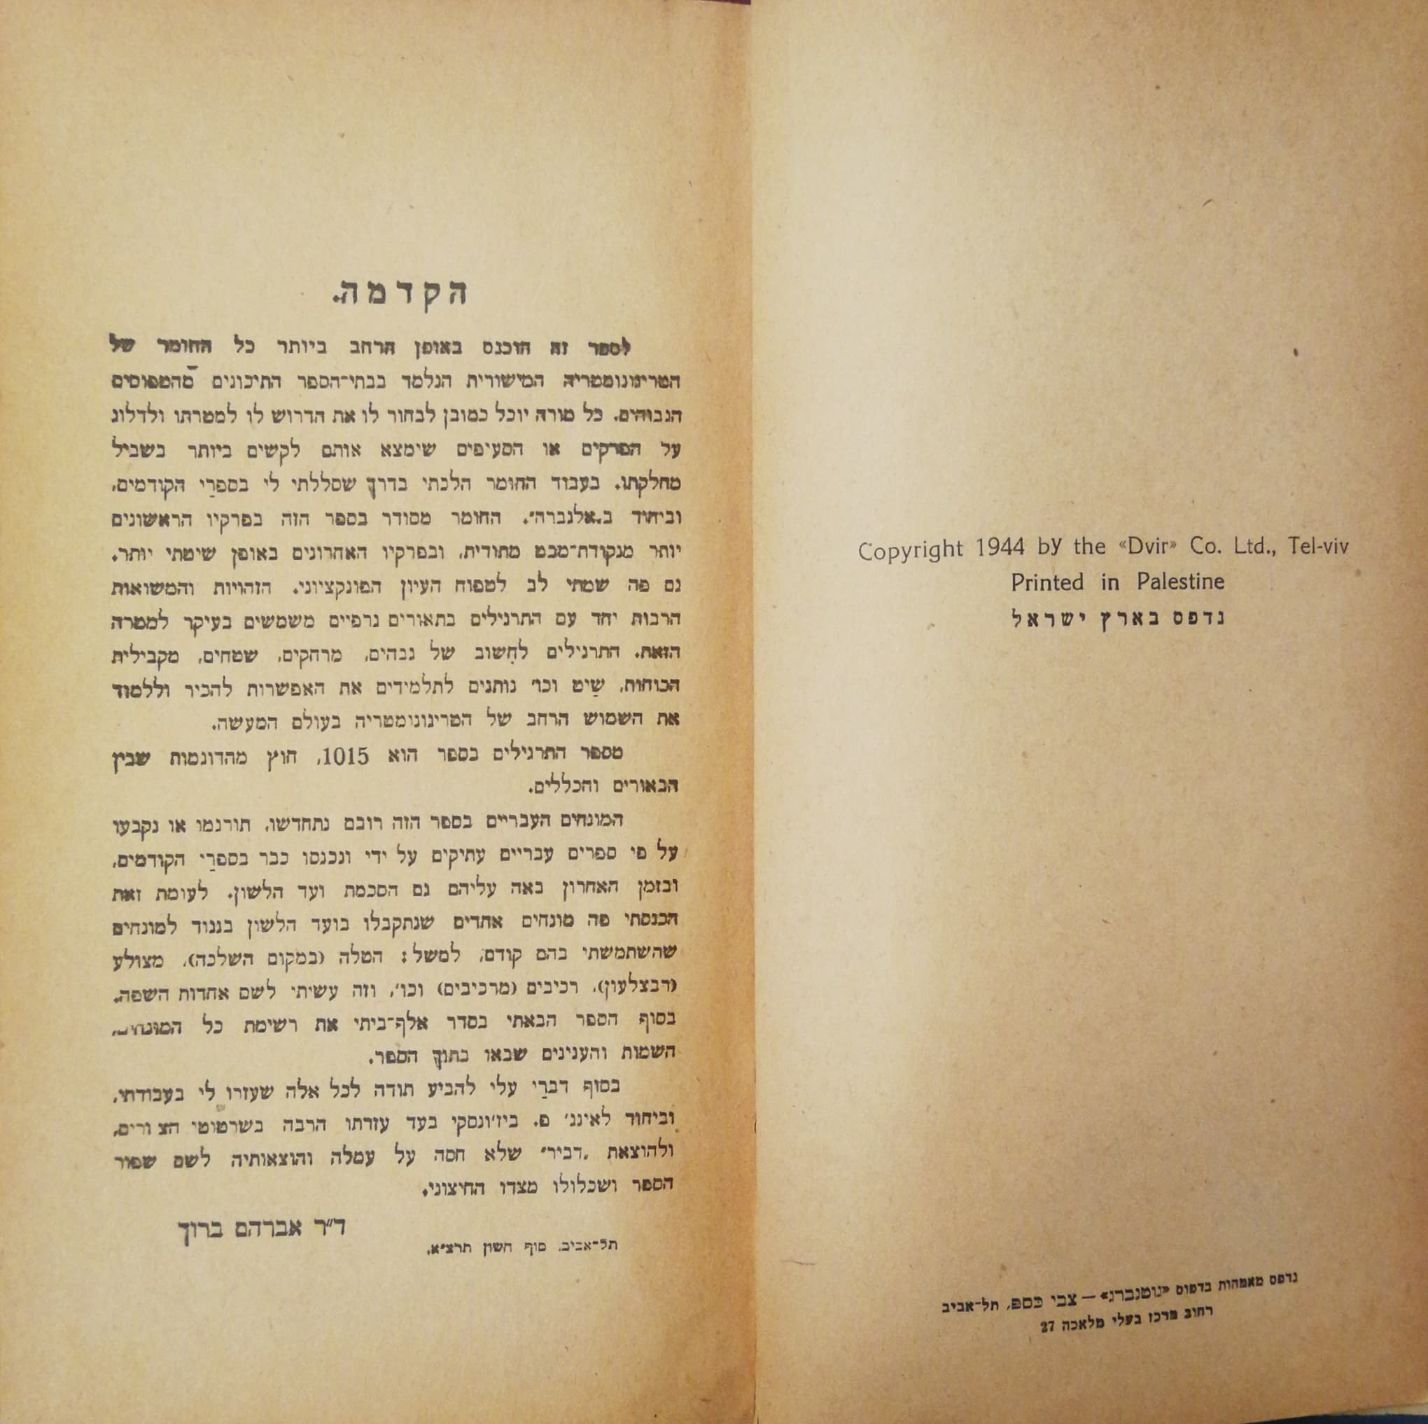 Copyright 1944 by the «Dvir» Co. Ltd., Tel-viv
Printed in Palestine
נדפס בארץ ישראל
נדפס מאמהות בדפוס «גוטנברג» – צבי כספ, תל־אביב
רחוב מרכז בעלי מלאכה 27
הקדמה.
לספר זה הוכנס באופן הרחב ביותר כל החומר של
הטריגונומטריה המישורית הנלמד בבתי־הספר התיכונים מהטפוסים
הגבוהים. כל מורה יוכל כמובן לבחור לו את הדרוש לו למטרתו ולדלוג
על הפרקים או הסעיפים שימצא אותם לקשים ביותר בשביל
מחלקתו. בעבוד החומר הלכתי בדרך שסללתי לי בספרַי הקודמים,
וביחוד ב„אלגברה״. החומר מסודר בספר הזה בפרקיו הראשונים
יותר מנקודת־מבט מתודית, ובפרקיו האחרונים באופן שיטתי יותר.
גם פה שמתי לב לטפוח העיון הפונקציוני. הזהויות והמשואות
הרבות יחד עם התרגילים בתאורים גרפיים משמשים בעיקר למטרה
הזאת. התרגילים לחשוב של גבהים, מרחקים, שטחים, מקבילית
הכוחות, שַיט וכו׳ נותנים לתלמידים את האפשרות להכיר וללמוד
את השמוש הרחב של הטריגונימטריה בעולם המעשה.
מספר התרגילים בספר הוא 1015, חוץ מהדוגמות שבין
הבאורים והכללים.
המונחים העבריים בספר הזה רובם נתחדשו, תורגמו או נקבעו
על פי ספרים עבריים עתיקים על ידי ונכנסו כבר בספרַי הקודמים,
ובזמן האחרון באה עליהם גם הסכמת ועד הלשון. לעומת זאת
הכנסתי פה מונחים אחדים שנתקבלו בועד הלשון בנגוד למונחים
שהשתמשתי בהם קודם, למשל: הטלה (במקום השלכה), מצולע
(רבצלעון), רכיבים (מרכיבים) וכו׳, וזה עשיתי לשם אחדות השפה.
בסוף הספר הבאתי בסדר אלף־ביתי את רשימת כל המונחים,
השמות והענינים שבאו בתוך הספר.
בסוף דברַי עלי להביע תודה לכל אלה שעזרו לי בעבודתי,
וביחוד לאינג׳ פ. ביז׳ונסקי בעד עזרתו הרבה בשרטוטי הצורים,
ולהוצאת „דביר״ שלא חסה על עמלה והוצאותיה לשם שפור
הספר ושכלולו מצדו החיצוני.
ד״ר אברהם ברוך
תל־אביב, סוף חשון תרצ״א.